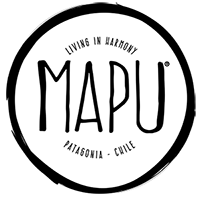 LIVING IN HARMONY
MAPU®
PATAGONIA - CHILE